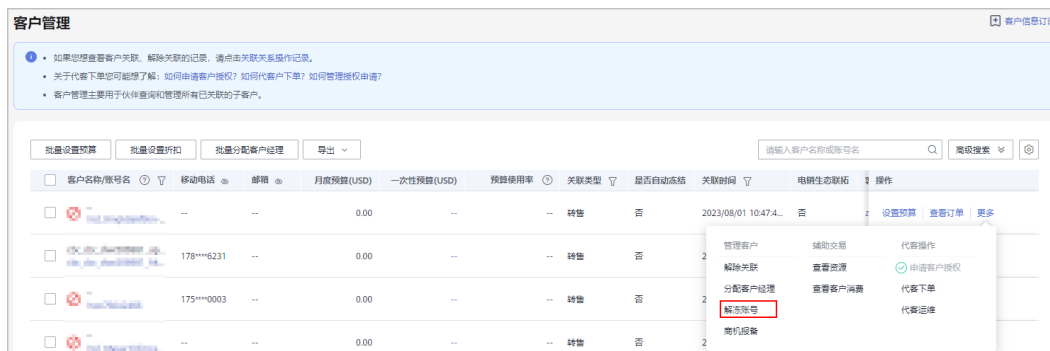 客户管理
客户信息订阅
如果您想查看客户关联、解除关联的记录，请点击关联关系操作记录。
关于代客下单您可能想了解：如何申请客户授权？如何代客户下单？如何管理授权申请？
客户管理主要用于伙伴查询和管理所有已关联的子客户。
批量设置预算 批量设置折扣 批量分配客户经理 导出 请输入客户名称或账号名 高级搜索
客户名称/账号名 移动电话 邮箱 月度预算(USD) 一次性预算(USD) 预算使用率 关联类型 是否自动冻结 关联时间 电销生态联拓 操作
-- -- 0.00 -- -- 转售 否 2023/08/01 10:47:4... 否 设置预算 查看订单 更多
178****6231 -- 0.00 -- -- 转售 否 2
175****0003 -- 0.00 -- -- 转售 否 2
-- -- 0.00 -- -- 转售 否 2
管理客户 辅助交易 代客操作
解除关联 查看资源 申请客户授权
分配客户经理 查看客户消费 代客下单
解冻账号 代客运维
商机报备